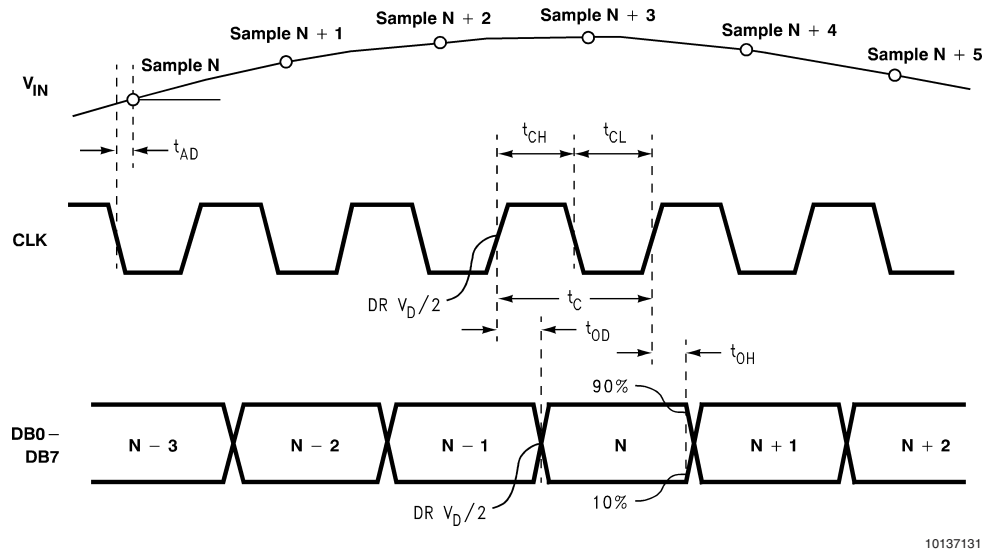 Sample N
Sample N + 1
Sample N + 2
Sample N + 3
Sample N + 4
Sample N + 5
VIN
tAD
tCH
tCL
CLK
DR VD/2
tC
tOD
tOH
90%
DB0 –
DB7
N – 3
N – 2
N – 1
N
N + 1
N + 2
DR VD/2
10%
10137131